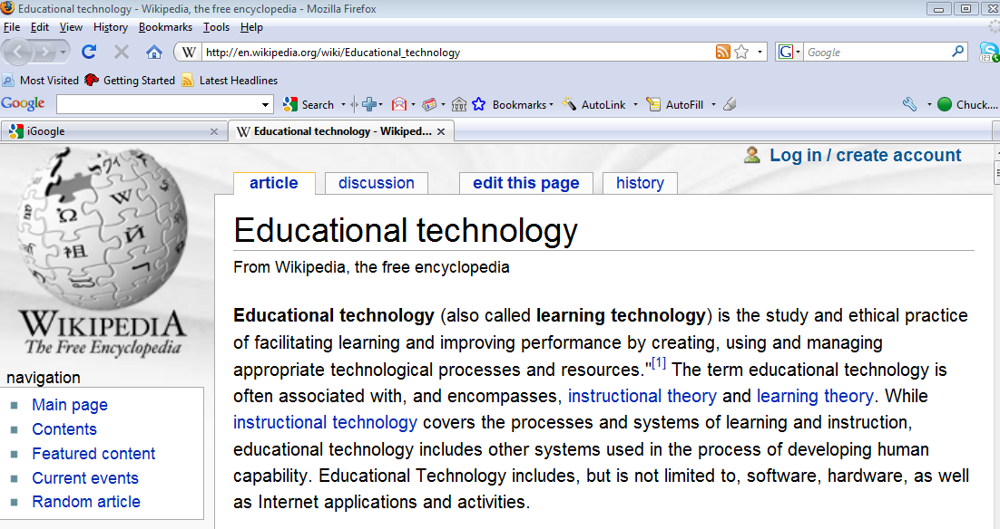 Educational technology - Wikipedia, the free encyclopedia - Mozilla Firefox
File Edit View History Bookmarks Tools Help
W http://en.wikipedia.org/wiki/Educational_technology G Google
Most Visited Getting Started Latest Headlines
Google Search Bookmarks AutoLink AutoFill Chuck....
iGoogle W Educational technology - Wikiped...
Log in / create account
article discussion edit this page history
Educational technology
From Wikipedia, the free encyclopedia
Educational technology (also called learning technology) is the study and ethical practice
of facilitating learning and improving performance by creating, using and managing
appropriate technological processes and resources."[1] The term educational technology is
often associated with, and encompasses, instructional theory and learning theory. While
instructional technology covers the processes and systems of learning and instruction,
educational technology includes other systems used in the process of developing human
capability. Educational Technology includes, but is not limited to, software, hardware, as well
as Internet applications and activities.
Ω W
祖 Й
WIKIPEDIA
The Free Encyclopedia
navigation
Main page
Contents
Featured content
Current events
Random article